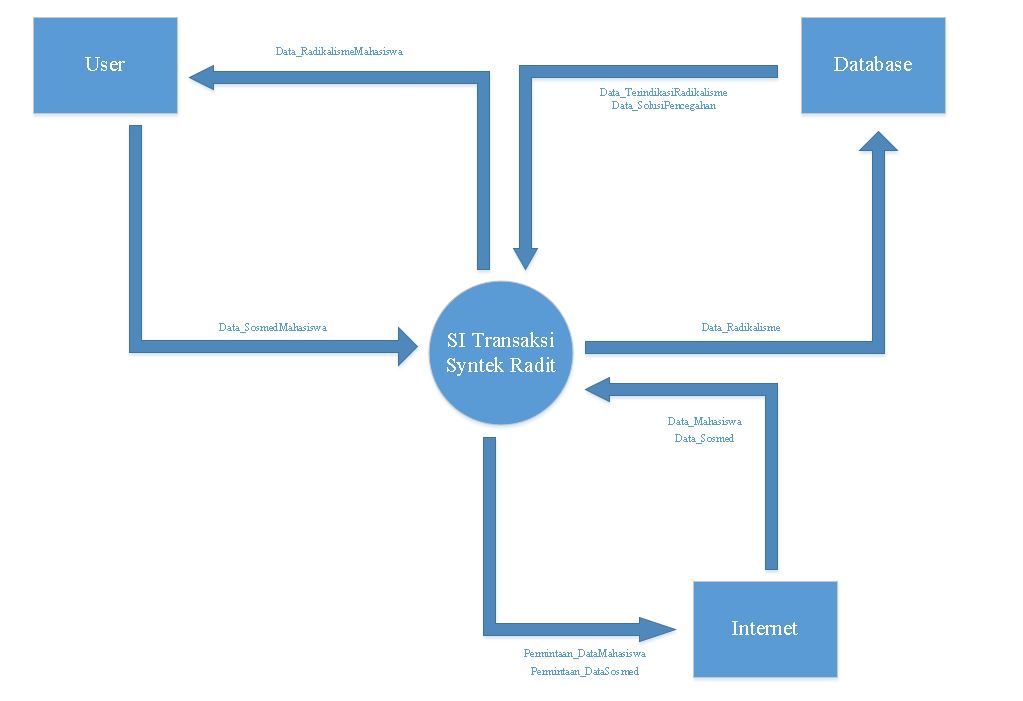 User
Data_RadikalismeMahasiswa
Database
Data_TerindikasiRadikalisme
Data_SolusiPencegahan
Data_SosmedMahasiswa
SI Transaksi
Syntek Radit
Data_Radikalisme
Data_Mahasiswa
Data_Sosmed
Internet
Permintaan_DataMahasiswa
Permintaan_DataSosmed